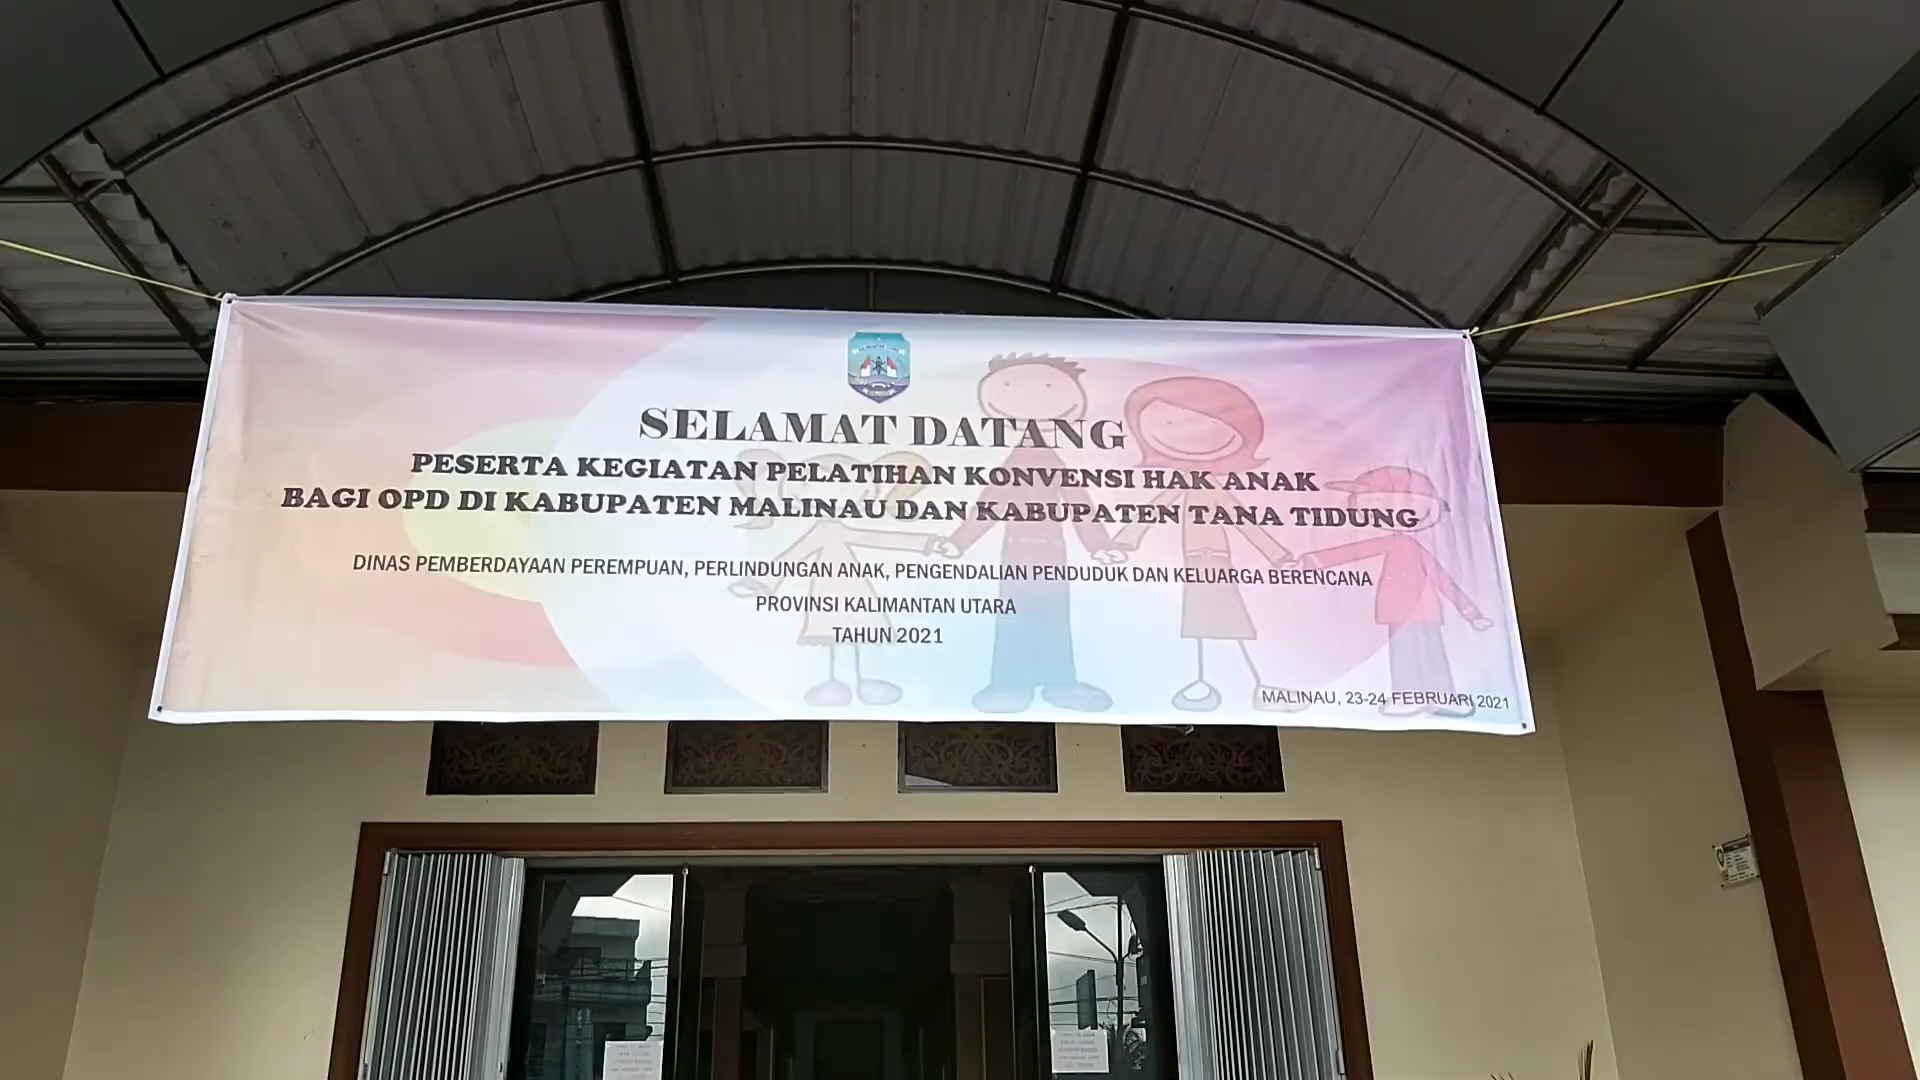 SELAMAT DATANG
PESERTA KEGIATAN PELATIHAN KONVENSI HAK ANAK
BAGI OPD DI KABUPATEN MALINAU DAN KABUPATEN TANA TIDUNG
DINAS PEMBERDAYAAN PEREMPUAN, PERLINDUNGAN ANAK, PENGENDALIAN PENDUDUK DAN KELUARGA BERENCANA
PROVINSI KALIMANTAN UTARA
TAHUN 2021
MALINAU, 23-24 FEBRUARI 2021